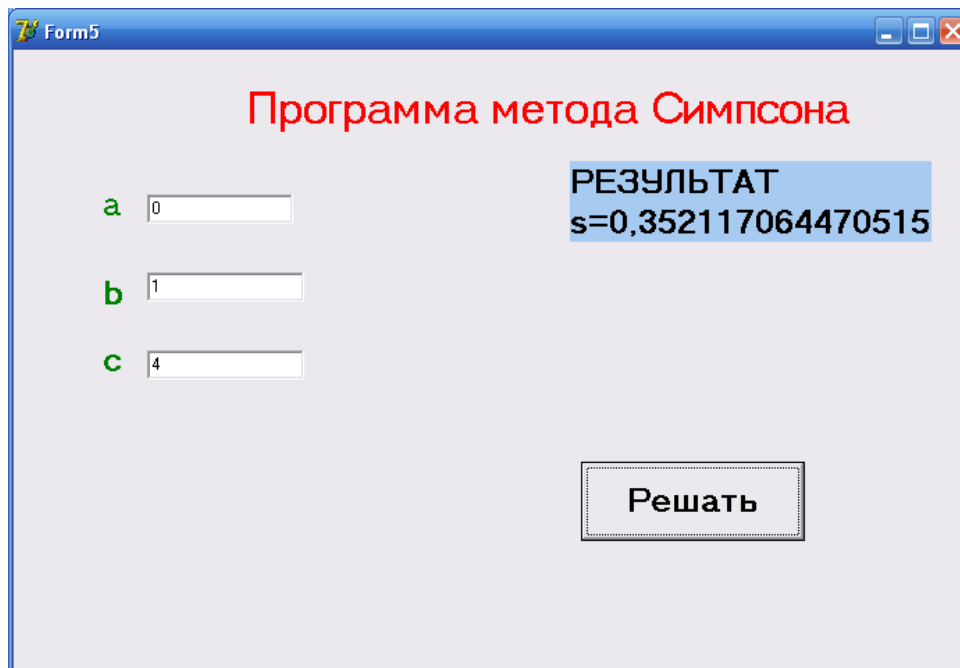 Form5
Программа метода Симпсона
a 0
РЕЗУЛЬТАТ
s=0,352117064470515
b 1
c 4
Решать